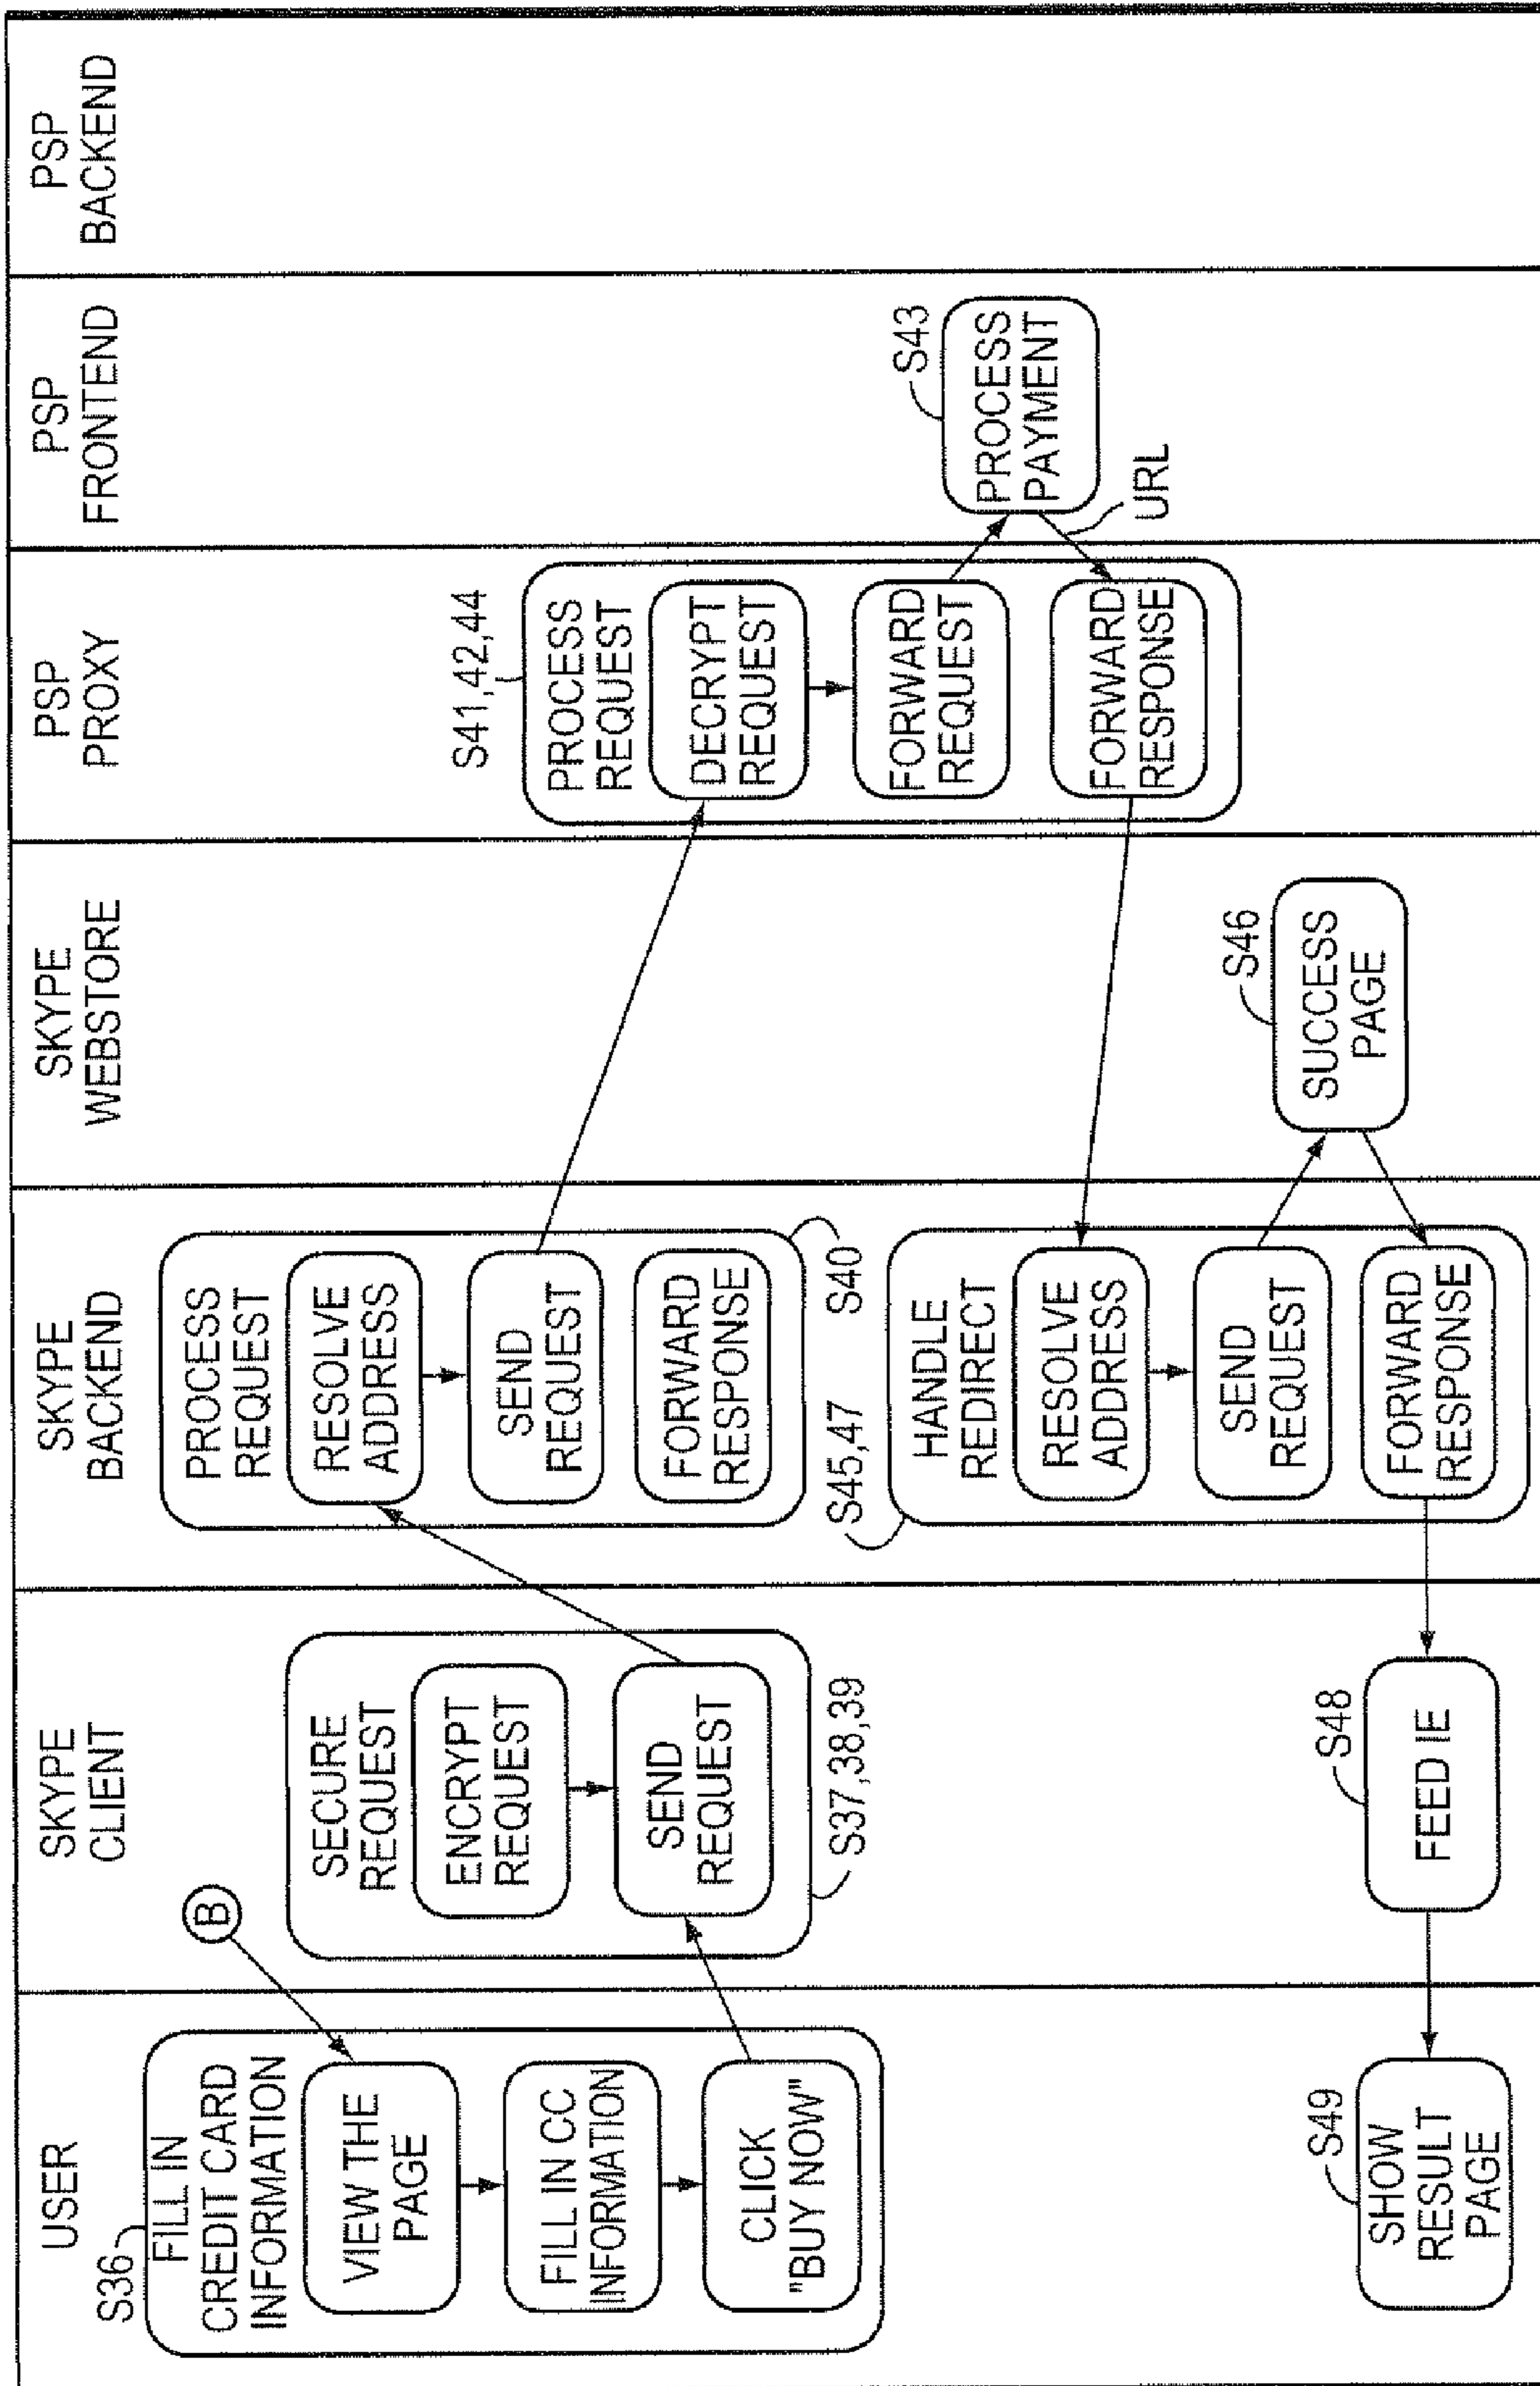 USER
SKYPE
CLIENT
SKYPE
BACKEND
SKYPE
WEBSTORE
PSP
PROXY
PSP
FRONTEND
PSP
BACKEND
S36
FILL IN
CREDIT CARD
INFORMATION
VIEW THE
PAGE
FILL IN CC
INFORMATION
CLICK
"BUY NOW"
B
SECURE
REQUEST
ENCRYPT
REQUEST
SEND
REQUEST
S37,38,39
PROCESS
REQUEST
RESOLVE
ADDRESS
SEND
REQUEST
FORWARD
RESPONSE
S40
S41,42,44
PROCESS
REQUEST
DECRYPT
REQUEST
FORWARD
REQUEST
FORWARD
RESPONSE
S43
PROCESS
PAYMENT
URL
S45,47
HANDLE
REDIRECT
RESOLVE
ADDRESS
SEND
REQUEST
FORWARD
RESPONSE
S46
SUCCESS
PAGE
S48
FEED IE
S49
SHOW
RESULT
PAGE